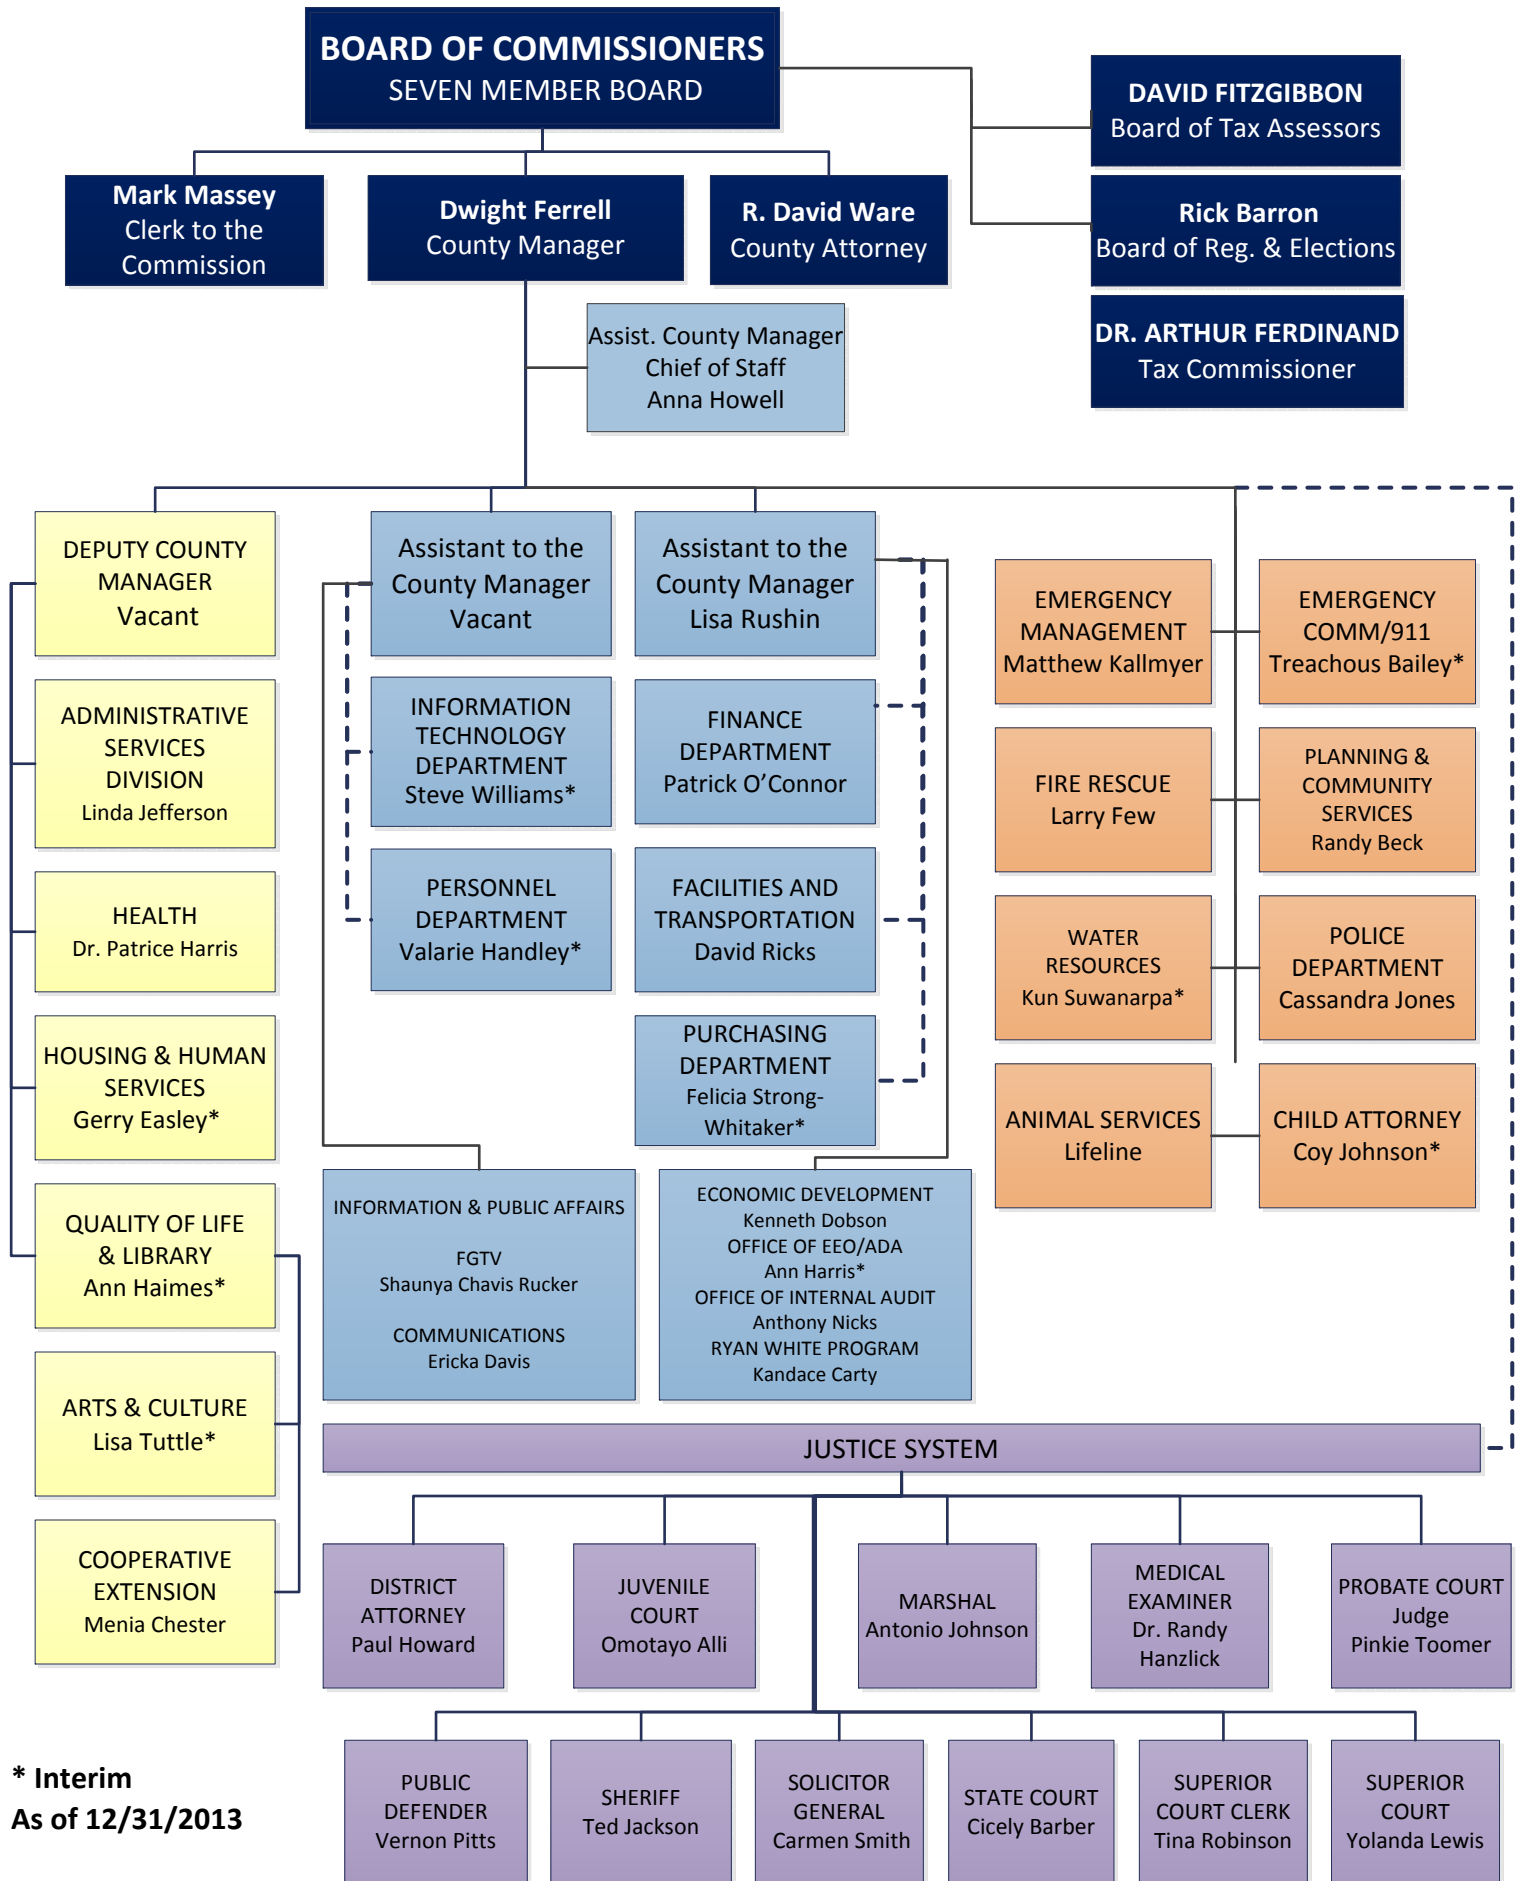 BOARD OF COMMISSIONERS
SEVEN MEMBER BOARD
DAVID FITZGIBBON
Board of Tax Assessors
Mark Massey
Clerk to the
Commission
Dwight Ferrell
County Manager
R. David Ware
County Attorney
Rick Barron
Board of Reg. & Elections
DR. ARTHUR FERDINAND
Tax Commissioner
Assist. County Manager
Chief of Staff
Anna Howell
DEPUTY COUNTY
MANAGER
Vacant
ADMINISTRATIVE
SERVICES
DIVISION
Linda Jefferson
HEALTH
Dr. Patrice Harris
HOUSING & HUMAN
SERVICES
Gerry Easley*
QUALITY OF LIFE
& LIBRARY
Ann Haimes*
ARTS & CULTURE
Lisa Tuttle*
COOPERATIVE
EXTENSION
Menia Chester
Assistant to the
County Manager
Vacant
INFORMATION
TECHNOLOGY
DEPARTMENT
Steve Williams*
PERSONNEL
DEPARTMENT
Valarie Handley*
INFORMATION & PUBLIC AFFAIRS
FGTV
Shaunya Chavis Rucker
COMMUNICATIONS
Ericka Davis
Assistant to the
County Manager
Lisa Rushin
FINANCE
DEPARTMENT
Patrick O’Connor
FACILITIES AND
TRANSPORTATION
David Ricks
PURCHASING
DEPARTMENT
Felicia Strong-
Whitaker*
ECONOMIC DEVELOPMENT
Kenneth Dobson
OFFICE OF EEO/ADA
Ann Harris*
OFFICE OF INTERNAL AUDIT
Anthony Nicks
RYAN WHITE PROGRAM
Kandace Carty
EMERGENCY
MANAGEMENT
Matthew Kallmyer
EMERGENCY
COMM/911
Treachous Bailey*
FIRE RESCUE
Larry Few
PLANNING &
COMMUNITY
SERVICES
Randy Beck
WATER
RESOURCES
Kun Suwanarpa*
POLICE
DEPARTMENT
Cassandra Jones
ANIMAL SERVICES
Lifeline
CHILD ATTORNEY
Coy Johnson*
JUSTICE SYSTEM
DISTRICT
ATTORNEY
Paul Howard
JUVENILE
COURT
Omotayo Alli
MARSHAL
Antonio Johnson
MEDICAL
EXAMINER
Dr. Randy
Hanzlick
PROBATE COURT
Judge
Pinkie Toomer
PUBLIC
DEFENDER
Vernon Pitts
SHERIFF
Ted Jackson
SOLICITOR
GENERAL
Carmen Smith
STATE COURT
Cicely Barber
SUPERIOR
COURT CLERK
Tina Robinson
SUPERIOR
COURT
Yolanda Lewis
* Interim
As of 12/31/2013